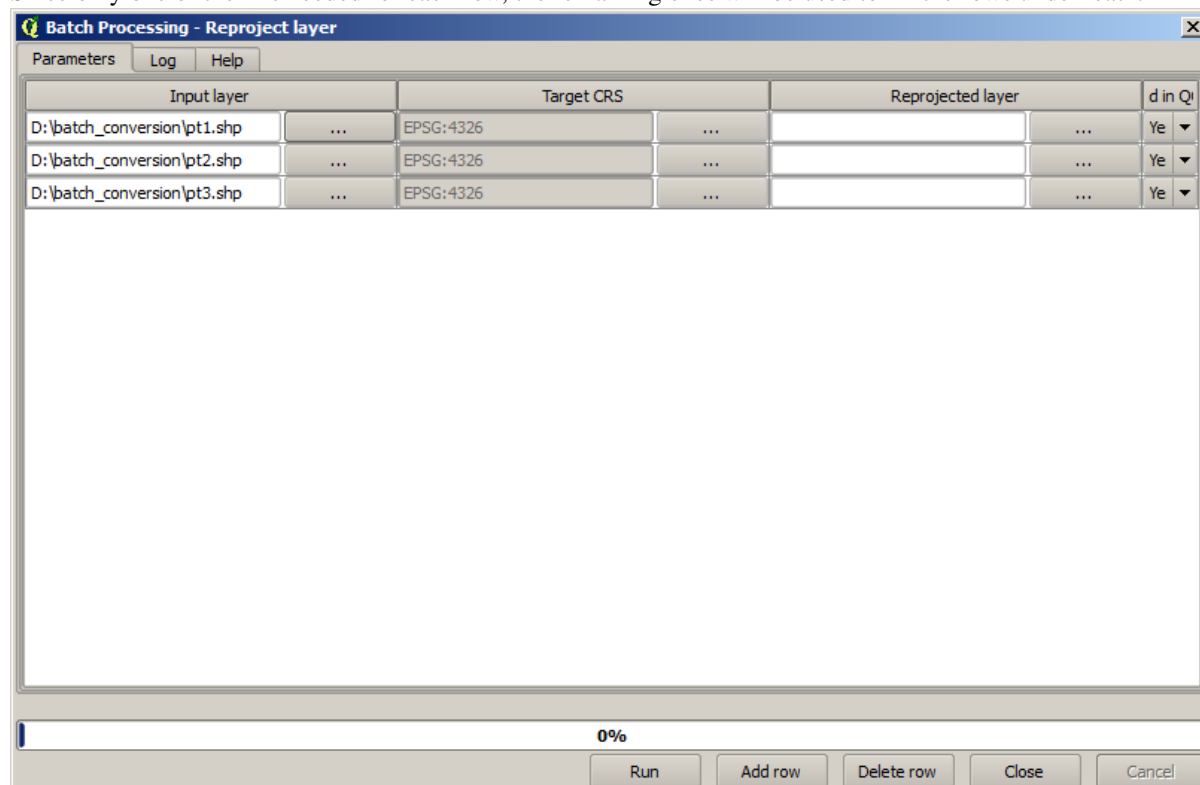 Batch Processing - Reproject layer
Parameters Log Help
Input layer Target CRS Reprojected layer d in Q
D:\batch_conversion\pt1.shp ... EPSG:4326 ... ... Ye
D:\batch_conversion\pt2.shp ... EPSG:4326 ... ... Ye
D:\batch_conversion\pt3.shp ... EPSG:4326 ... ... Ye
0%
Run Add row Delete row Close Cancel